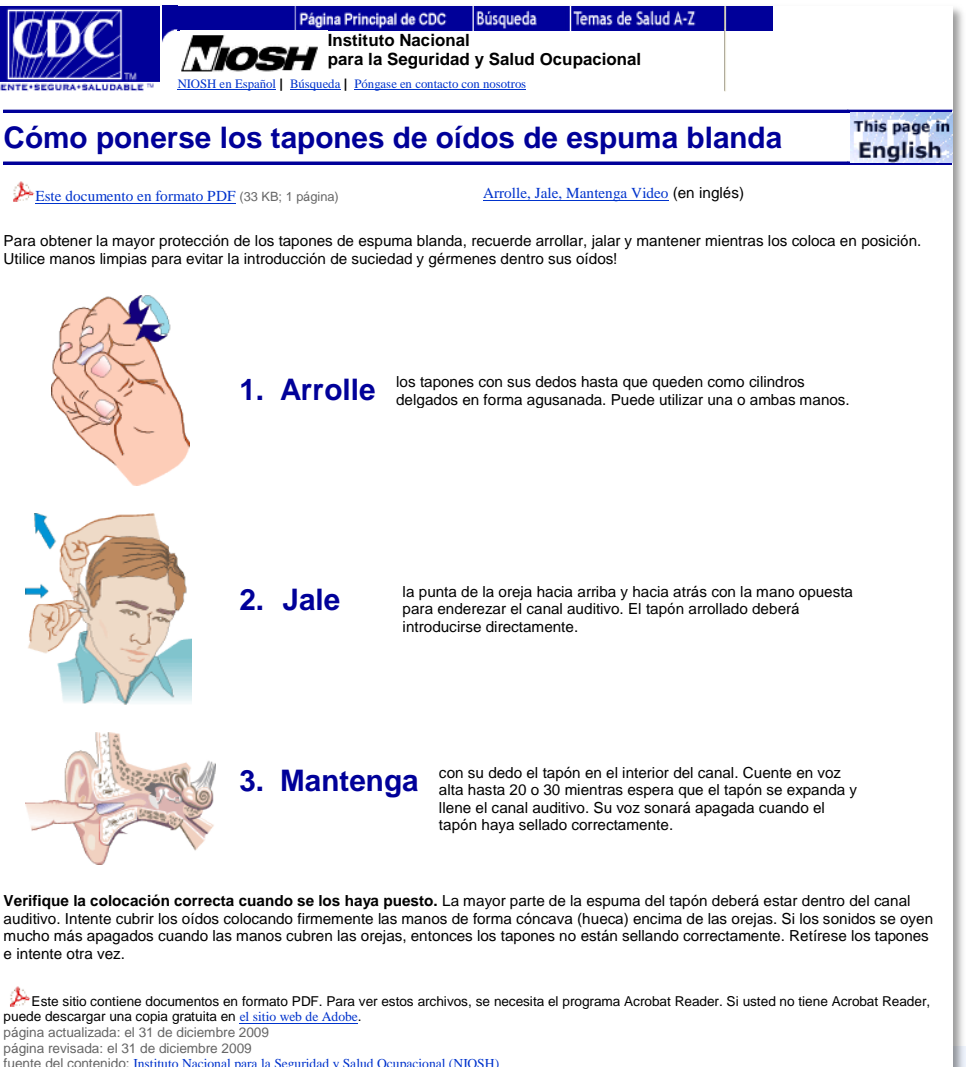 Página Principal de CDC Búsqueda Temas de Salud A-Z
CDC
TM
ENTE•SEGURA•SALUDABLE™
NIOSH
Instituto Nacional
para la Seguridad y Salud Ocupacional
NIOSH en Español | Búsqueda | Póngase en contacto con nosotros
Cómo ponerse los tapones de oídos de espuma blanda
This page in
English
Este documento en formato PDF (33 KB; 1 página)
Arrolle, Jale, Mantenga Video (en inglés)
Para obtener la mayor protección de los tapones de espuma blanda, recuerde arrollar, jalar y mantener mientras los coloca en posición.
Utilice manos limpias para evitar la introducción de suciedad y gérmenes dentro sus oídos!
1. Arrolle
los tapones con sus dedos hasta que queden como cilindros
delgados en forma agusanada. Puede utilizar una o ambas manos.
2. Jale
la punta de la oreja hacia arriba y hacia atrás con la mano opuesta
para enderezar el canal auditivo. El tapón arrollado deberá
introducirse directamente.
3. Mantenga
con su dedo el tapón en el interior del canal. Cuente en voz
alta hasta 20 o 30 mientras espera que el tapón se expanda y
llene el canal auditivo. Su voz sonará apagada cuando el
tapón haya sellado correctamente.
Verifique la colocación correcta cuando se los haya puesto. La mayor parte de la espuma del tapón deberá estar dentro del canal
auditivo. Intente cubrir los oídos colocando firmemente las manos de forma cóncava (hueca) encima de las orejas. Si los sonidos se oyen
mucho más apagados cuando las manos cubren las orejas, entonces los tapones no están sellando correctamente. Retírese los tapones
e intente otra vez.
Este sitio contiene documentos en formato PDF. Para ver estos archivos, se necesita el programa Acrobat Reader. Si usted no tiene Acrobat Reader,
puede descargar una copia gratuita en el sitio web de Adobe.
página actualizada: el 31 de diciembre 2009
página revisada: el 31 de diciembre 2009
fuente del contenido: Instituto Nacional para la Seguridad y Salud Ocupacional (NIOSH)